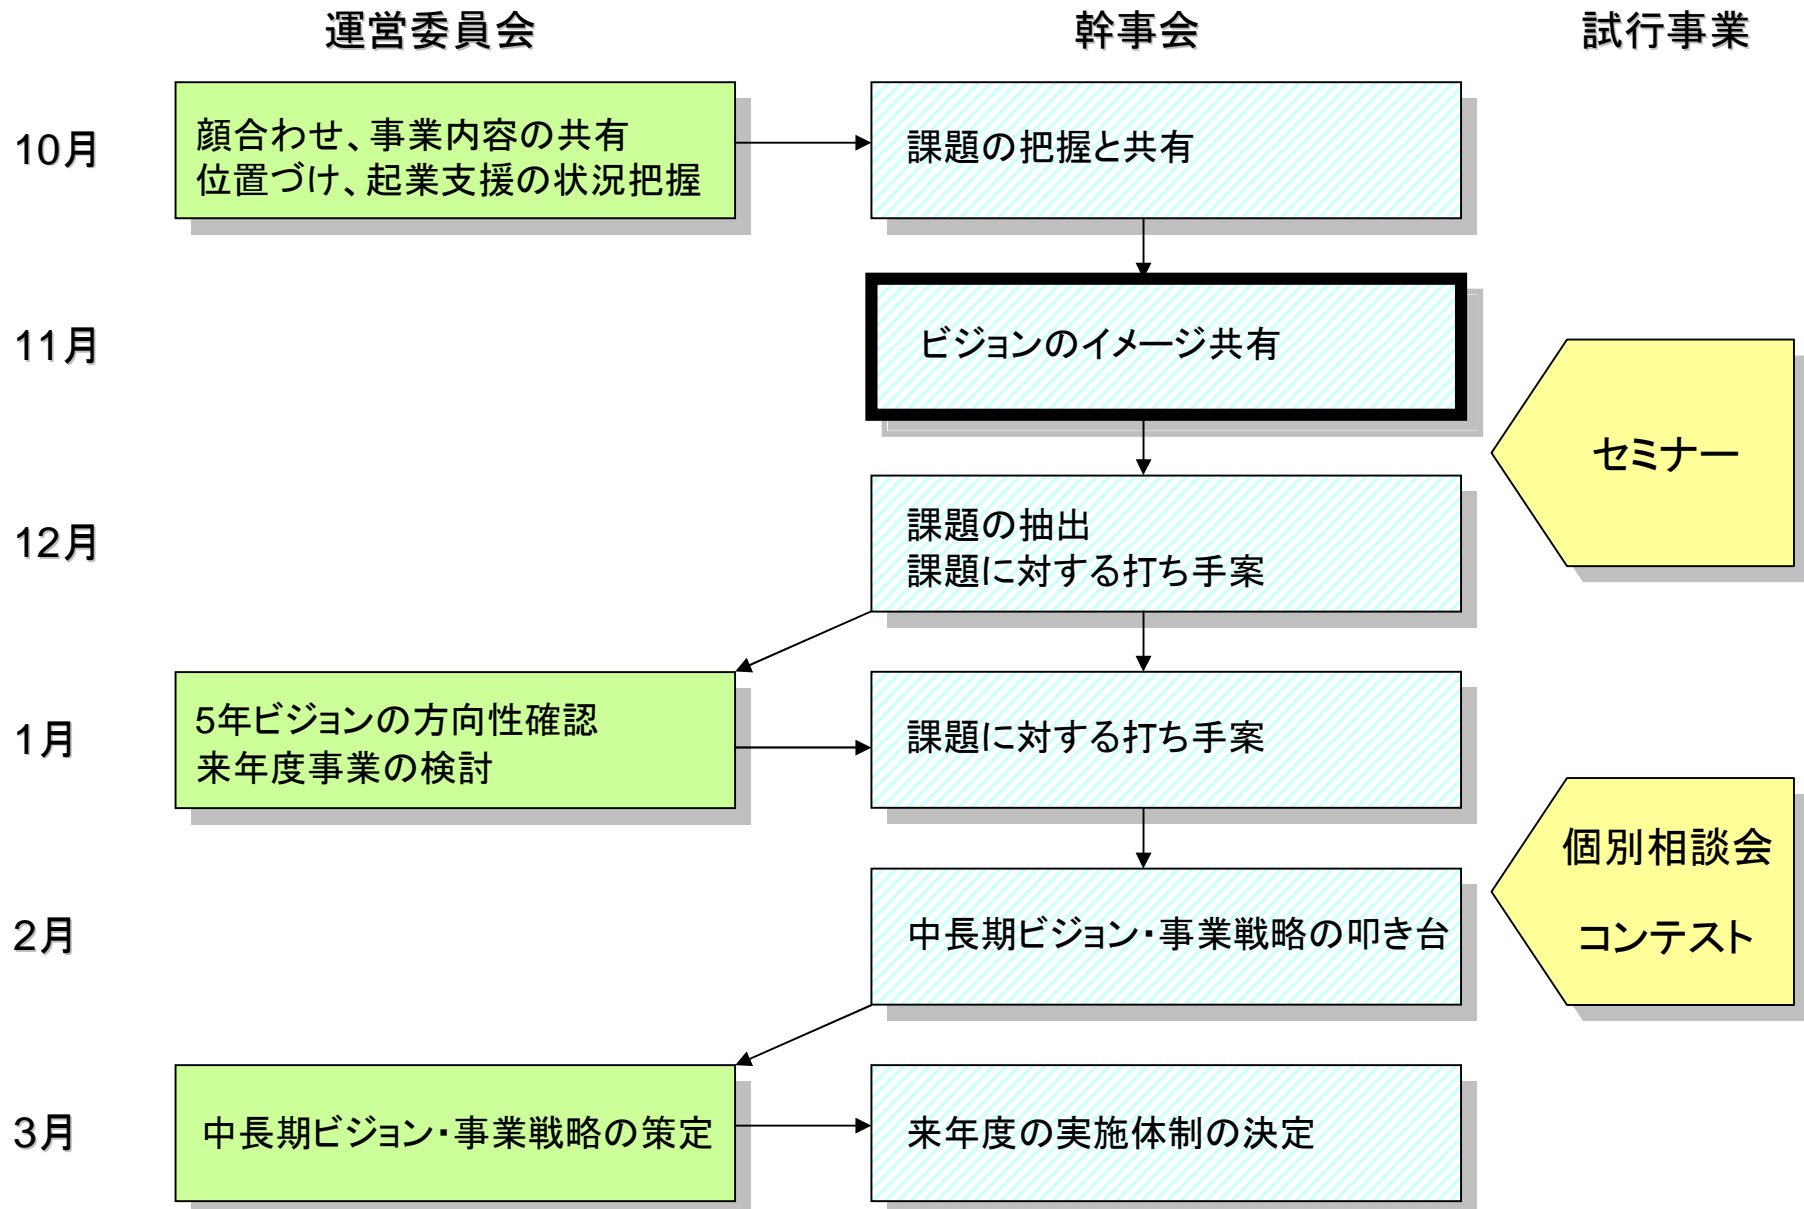 運営委員会
幹事会
試行事業
10月
顔合わせ、事業内容の共有
位置づけ、起業支援の状況把握
課題の把握と共有
11月
ビジョンのイメージ共有
セミナー
12月
課題の抽出
課題に対する打ち手案
1月
5年ビジョンの方向性確認
来年度事業の検討
課題に対する打ち手案
個別相談会
コンテスト
2月
中長期ビジョン・事業戦略の叩き台
3月
中長期ビジョン・事業戦略の策定
来年度の実施体制の決定